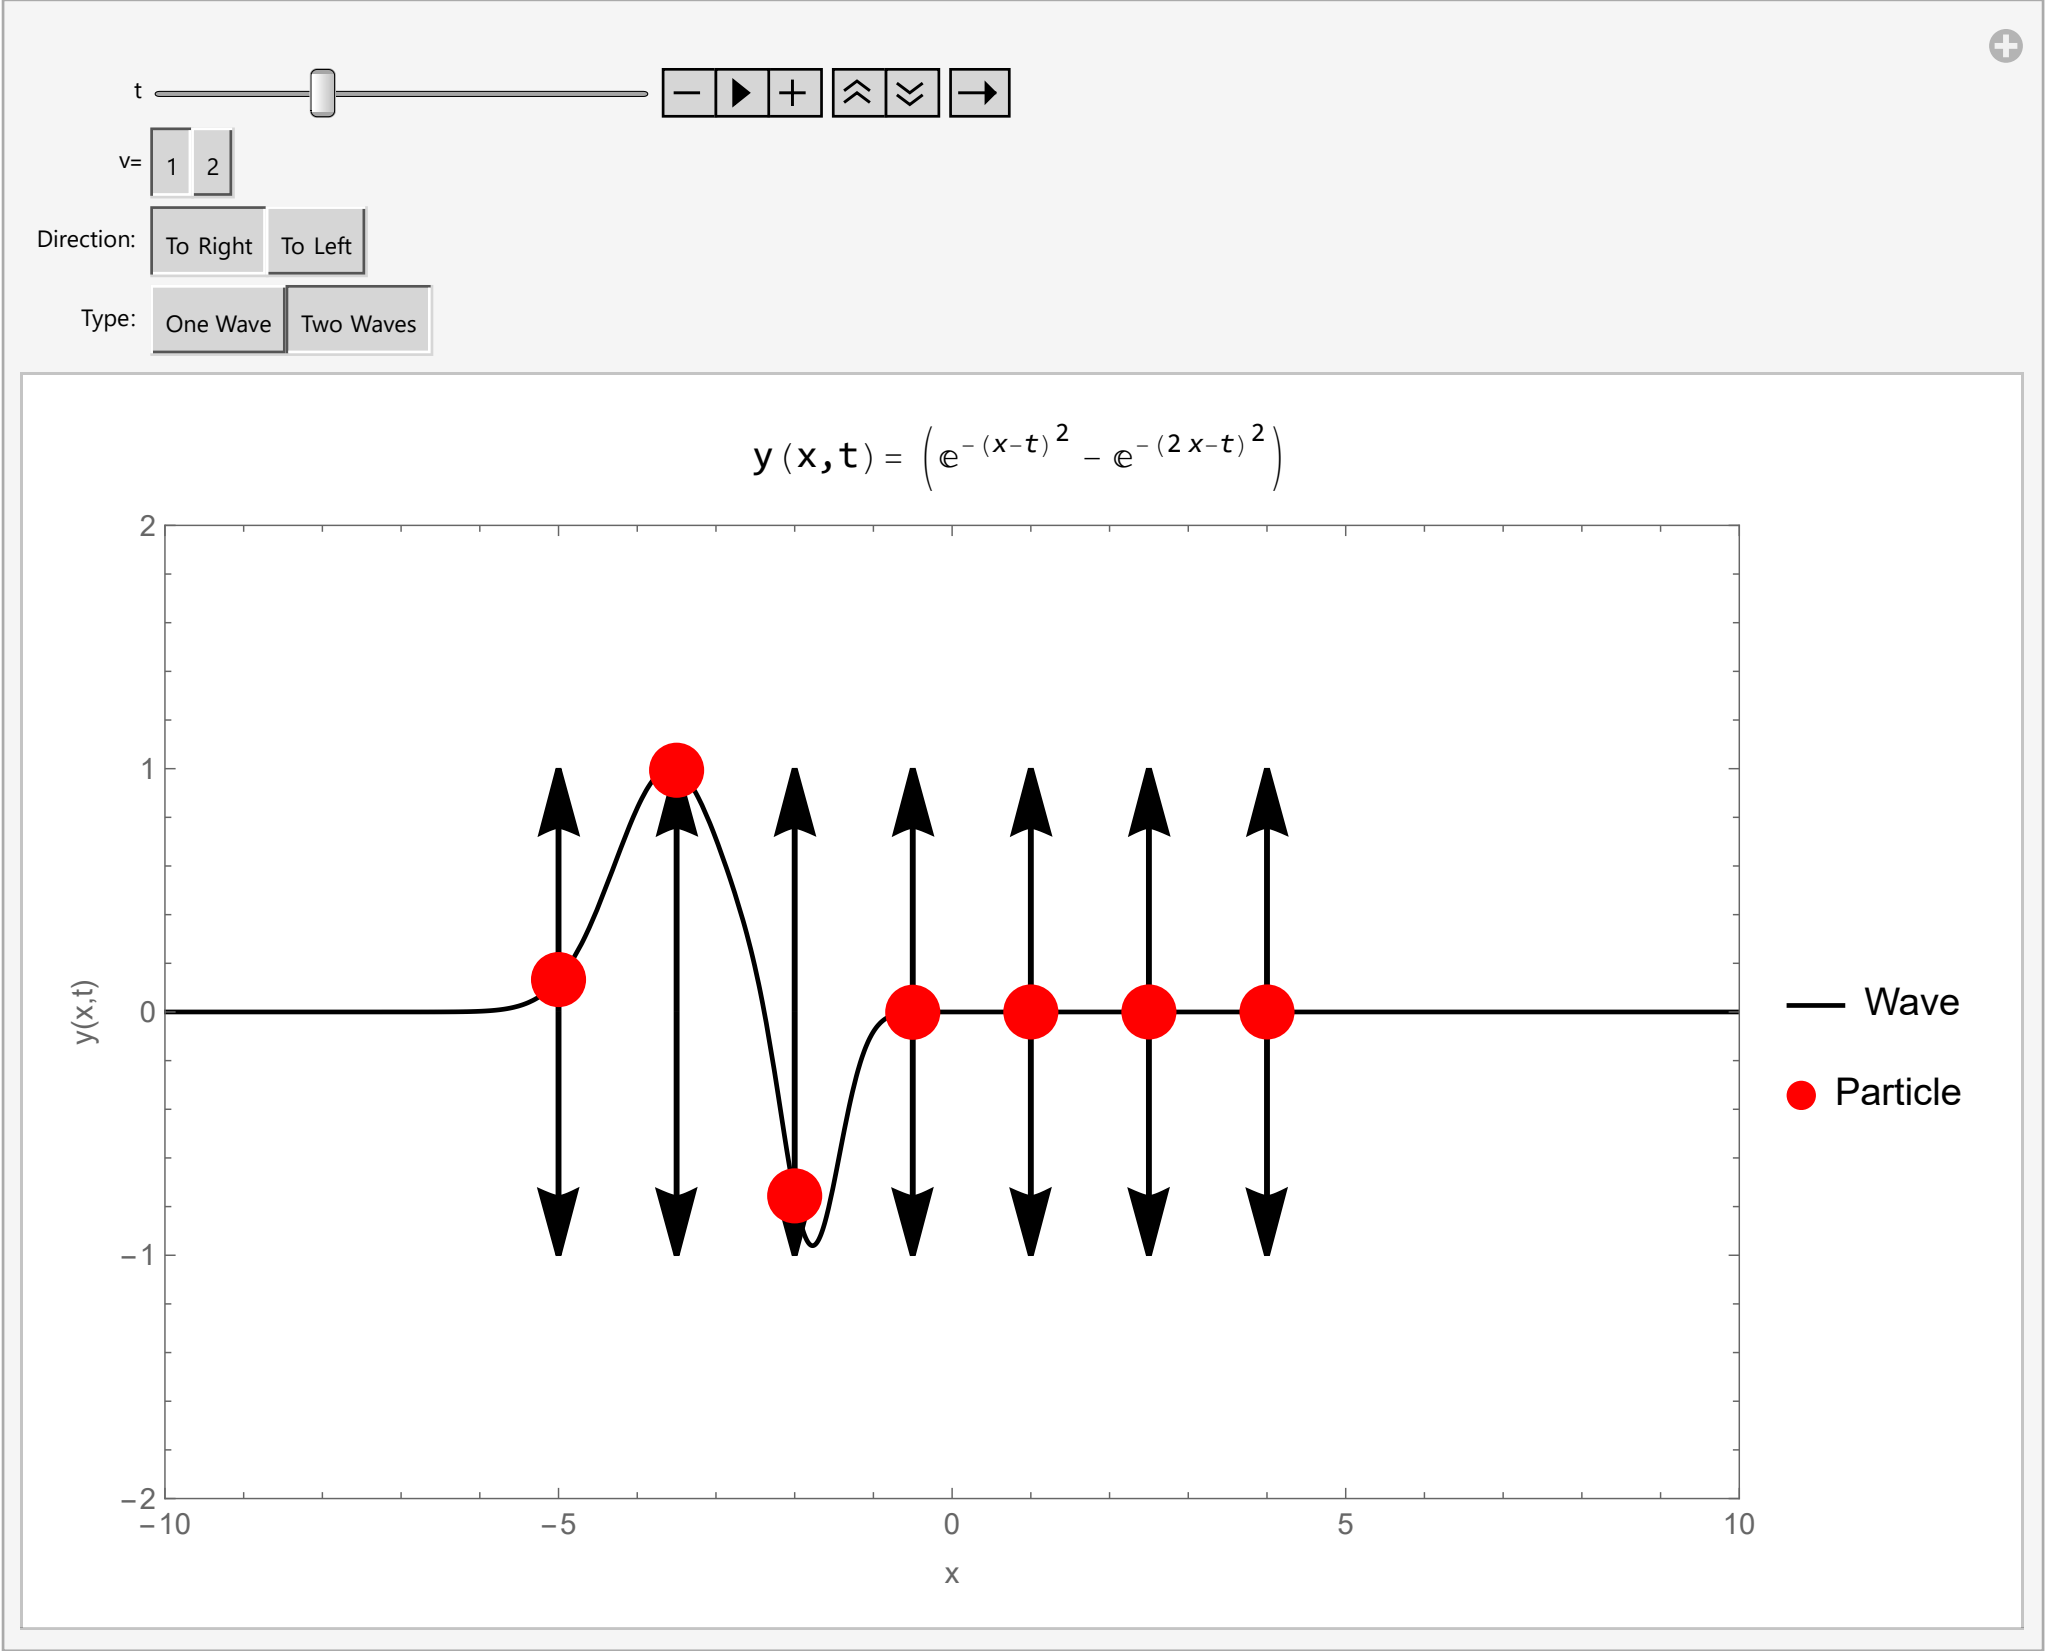 t
v= 1 2
Direction: To Right To Left
Type: One Wave Two Waves
y(x,t)= (ⅇ^-(x-t)^2 - ⅇ^-(2 x-t)^2)
2
1
0
-1
-2
y(x,t)
-10 -5 0 5 10
x
Wave
Particle